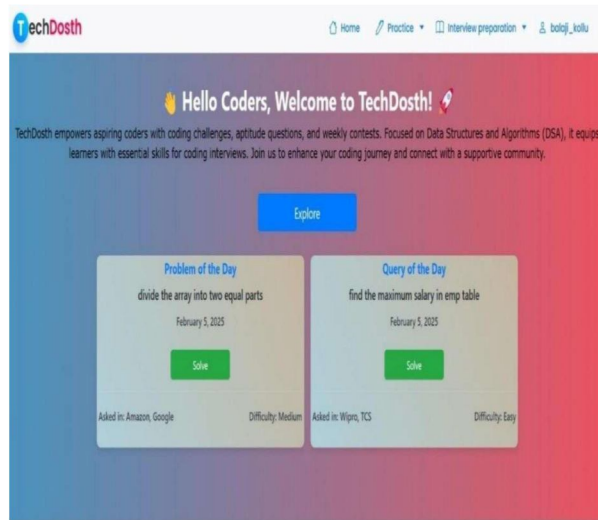 TechDosth
Home Practice Interview preparation balaji_kollu
👋 Hello Coders, Welcome to TechDosth! 🚀
TechDosth empowers aspiring coders with coding challenges, aptitude questions, and weekly contests. Focused on Data Structures and Algorithms (DSA), it equips
learners with essential skills for coding interviews. Join us to enhance your coding journey and connect with a supportive community.
Explore
Problem of the Day
divide the array into two equal parts
February 5, 2025
Solve
Asked in: Amazon, Google Difficulty: Medium
Query of the Day
find the maximum salary in emp table
February 5, 2025
Solve
Asked in: Wipro, TCS Difficulty: Easy